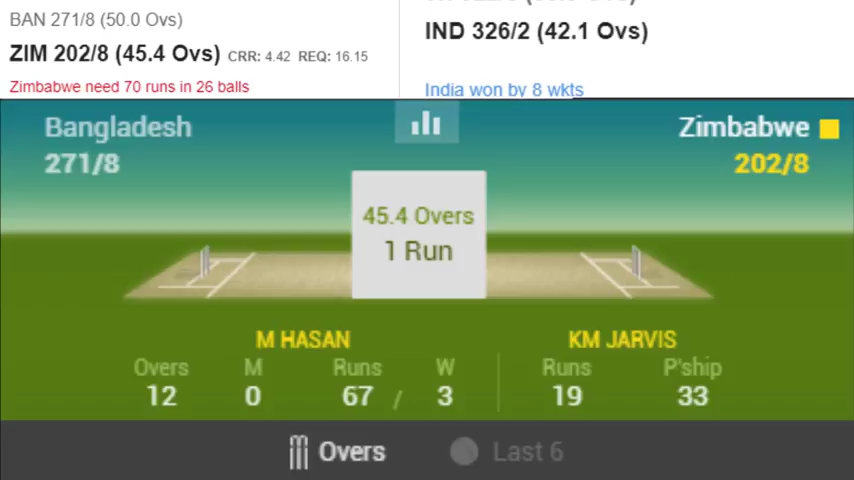 BAN 271/8 (50.0 Ovs)
ZIM 202/8 (45.4 Ovs) CRR: 4.42 REQ: 16.15
Zimbabwe need 70 runs in 26 balls
IND 326/2 (42.1 Ovs)
India won by 8 wkts
Bangladesh
271/8
Zimbabwe
202/8
45.4 Overs
1 Run
M HASAN
KM JARVIS
Overs M Runs W Runs P'ship
12 0 67 / 3 19 33
Overs Last 6